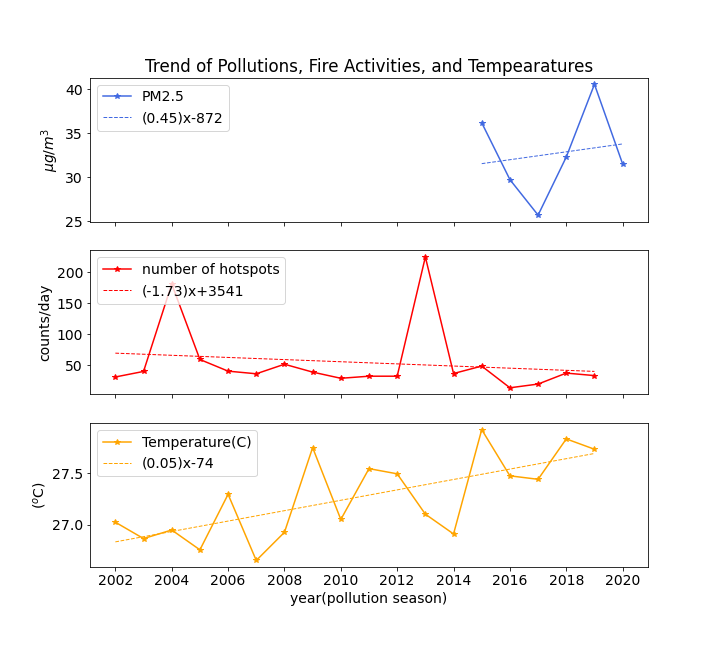 Trend of Pollutions, Fire Activities, and Tempearatures
40
35
30
25
μg/m³
PM2.5
(0.45)x-872
200
150
100
50
counts/day
number of hotspots
(-1.73)x+3541
27.5
27.0
(⁰C)
Temperature(C)
(0.05)x-74
2002 2004 2006 2008 2010 2012 2014 2016 2018 2020
year(pollution season)